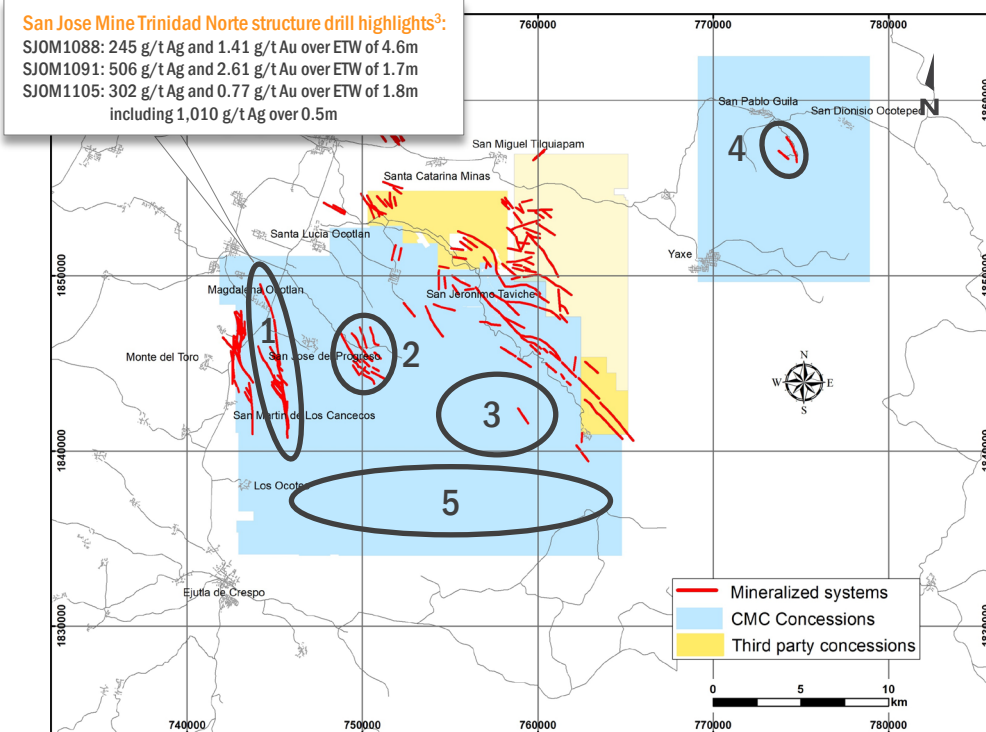 San Jose Mine Trinidad Norte structure drill highlights³:
SJOM1088: 245 g/t Ag and 1.41 g/t Au over ETW of 4.6m
SJOM1091: 506 g/t Ag and 2.61 g/t Au over ETW of 1.7m
SJOM1105: 302 g/t Ag and 0.77 g/t Au over ETW of 1.8m
including 1,010 g/t Ag over 0.5m
760000
770000
780000
N
San Pablo Guila
San Dionisio Ocotepec
1860000
4
San Miguel Tilquiapam
Santa Catarina Minas
Santa Lucia Ocotlan
Yaxe
1850000
1850000
Magdalena Ocotlan
San Jeronimo Taviche
1
2
Monte del Toro
San Jose del Progreso
N
W
E
S
San Martin de Los Cancecos
3
1840000
1840000
Los Ocotes
5
Ejutla de Crespo
Mineralized systems
CMC Concessions
Third party concessions
1830000
1830000
0
5
10
km
740000
750000
760000
770000
780000